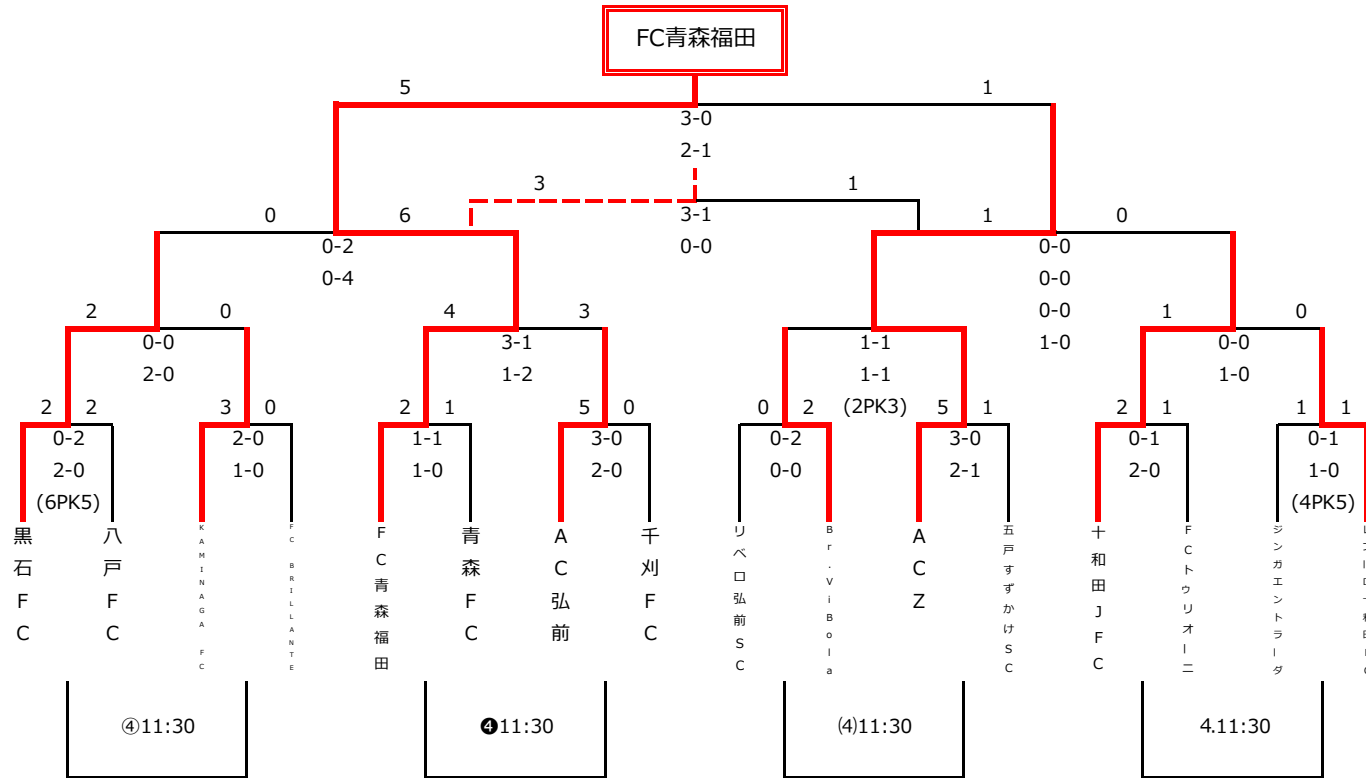 FC青森福田
5 1
3-0
2-1
3 1
3-1
0-0
0 6 1 0
0-2 0-0
0-4 0-0
0-0
1-0
2 0 4 3 1 0
0-0 3-1 1-1 0-0
2-0 1-2 1-1 1-0
(2PK3)
2 2 3 0 2 1 5 0 0 2 5 1 2 1 1 1
0-2 2-0 1-1 3-0 0-2 3-0 0-1 0-1
2-0 1-0 1-0 2-0 0-0 2-1 2-0 1-0
(6PK5) (4PK5)
黒石FC
八戸FC
KAMINAGA FC
FC BRILLANTE
FC青森福田
青森FC
AC弘前
千刈FC
リベロ弘前SC
Br.ViBola
ACZ
五戸すずかけSC
十和田JFC
FCトゥリオーニ
ジンガエントラーダ
④11:30 ❹11:30 ⑷11:30 4.11:30